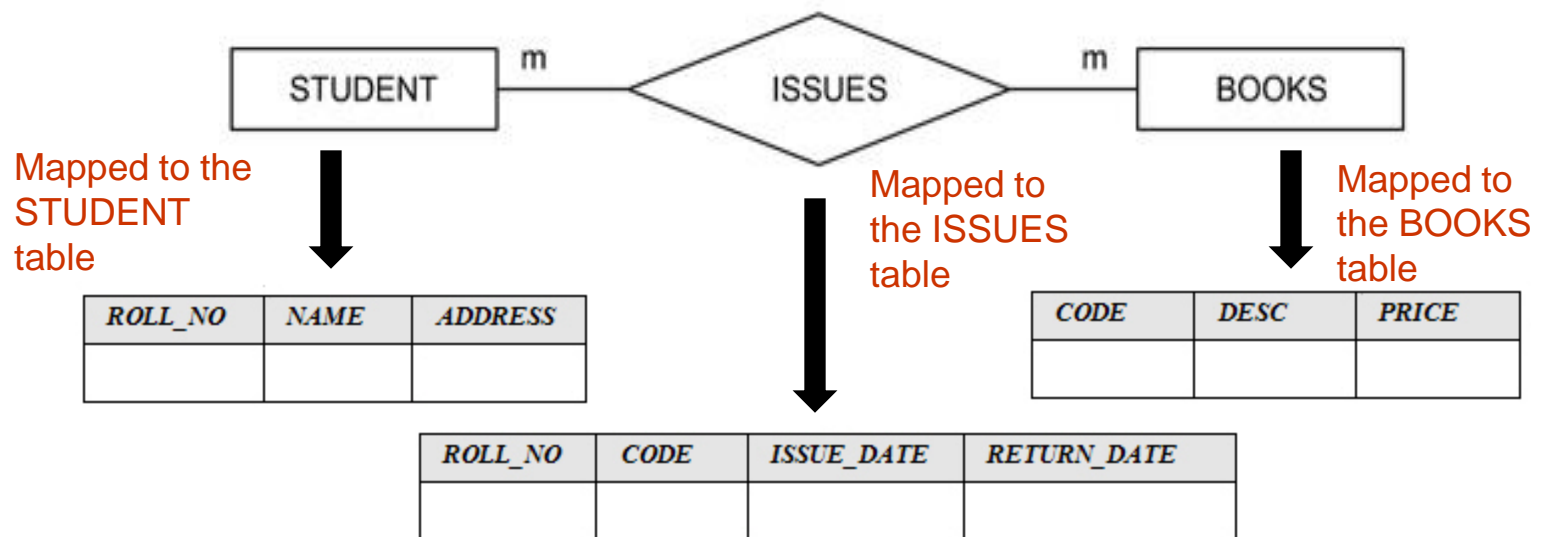 STUDENT m ISSUES m BOOKS
Mapped to the
STUDENT
table
Mapped to
the ISSUES
table
Mapped to
the BOOKS
table
ROLL_NO NAME ADDRESS
CODE DESC PRICE
ROLL_NO CODE ISSUE_DATE RETURN_DATE